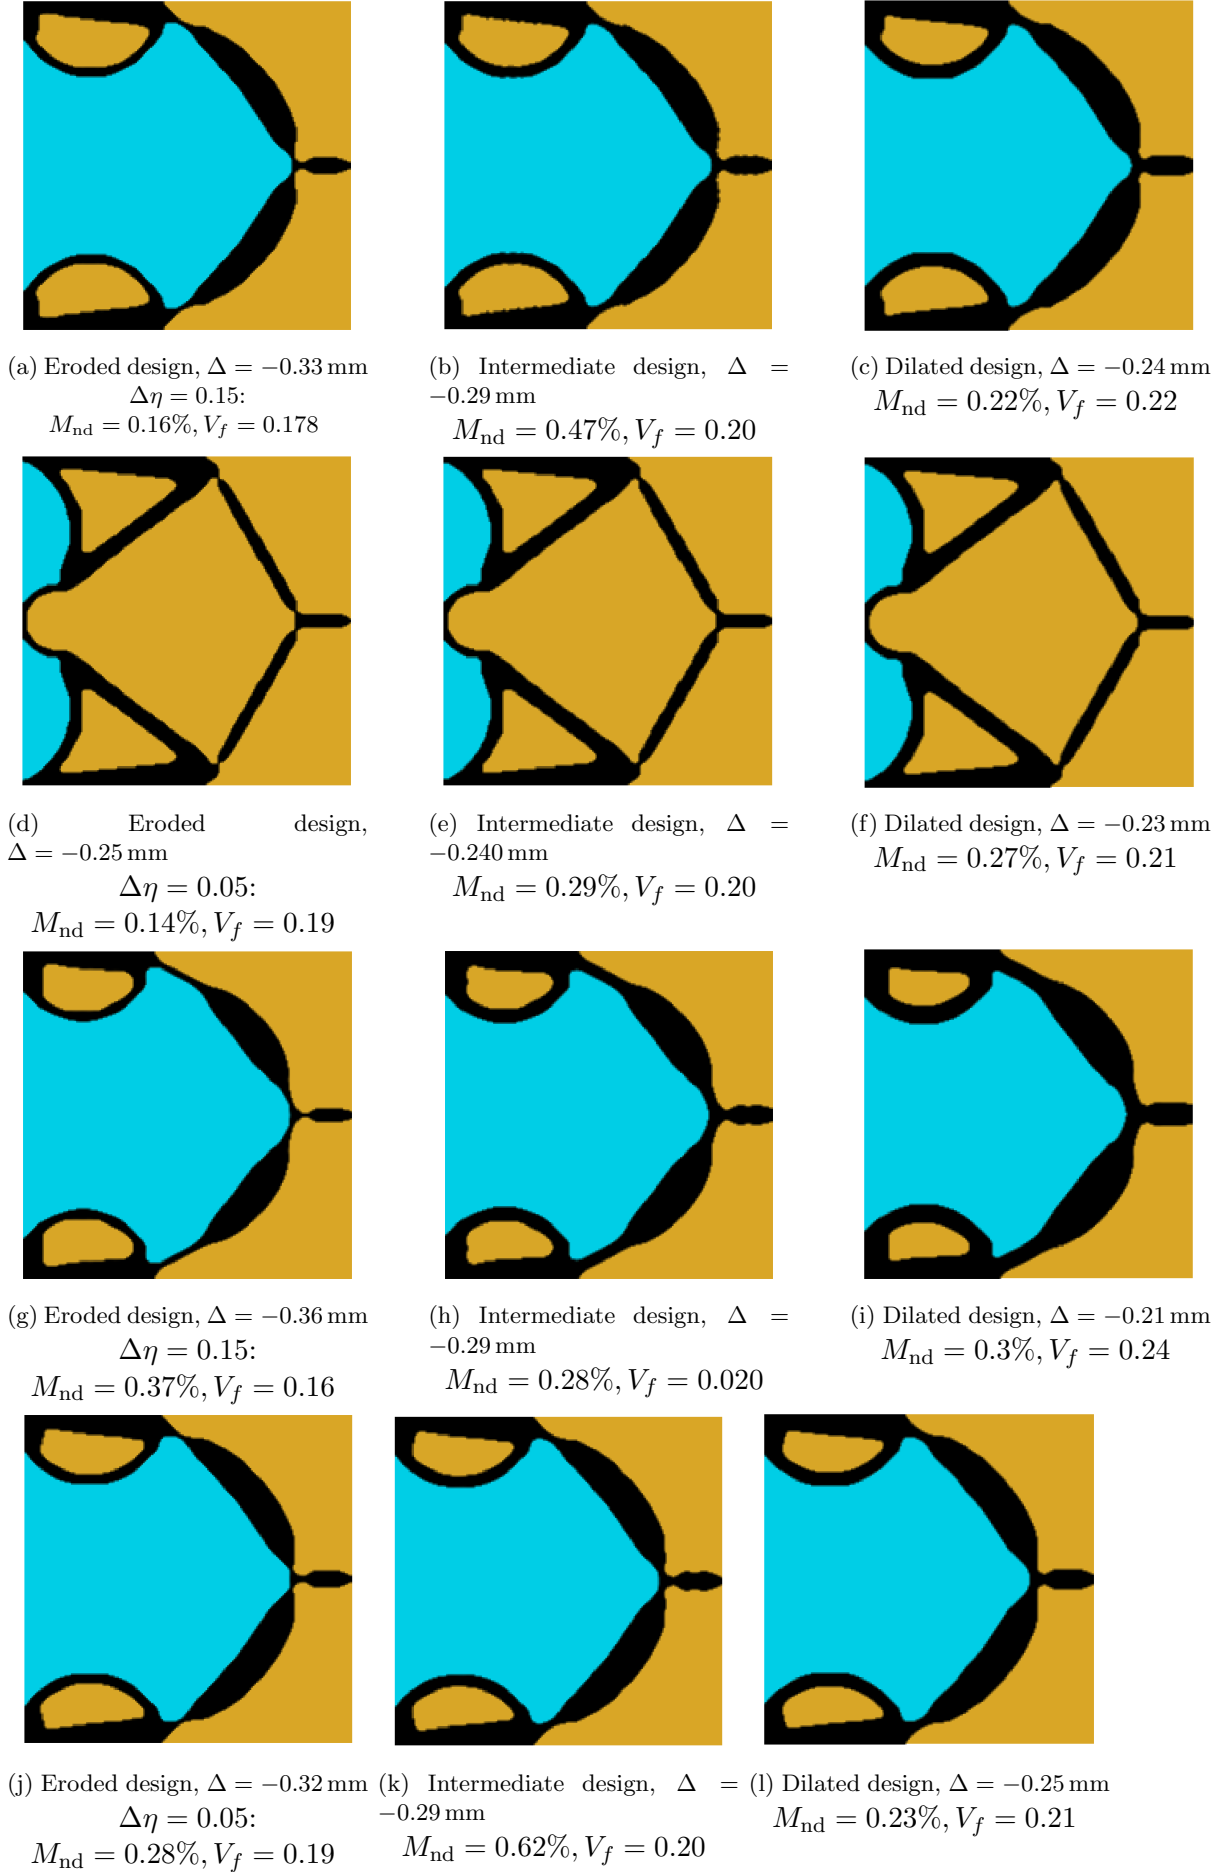 (a) Eroded design, Δ = −0.33 mm
Δη = 0.15:
M_nd = 0.16%, V_f = 0.178
(b) Intermediate design, Δ =
−0.29 mm
M_nd = 0.47%, V_f = 0.20
(c) Dilated design, Δ = −0.24 mm
M_nd = 0.22%, V_f = 0.22
(d) Eroded design,
Δ = −0.25 mm
Δη = 0.05:
M_nd = 0.14%, V_f = 0.19
(e) Intermediate design, Δ =
−0.240 mm
M_nd = 0.29%, V_f = 0.20
(f) Dilated design, Δ = −0.23 mm
M_nd = 0.27%, V_f = 0.21
(g) Eroded design, Δ = −0.36 mm
Δη = 0.15:
M_nd = 0.37%, V_f = 0.16
(h) Intermediate design, Δ =
−0.29 mm
M_nd = 0.28%, V_f = 0.020
(i) Dilated design, Δ = −0.21 mm
M_nd = 0.3%, V_f = 0.24
(j) Eroded design, Δ = −0.32 mm
Δη = 0.05:
M_nd = 0.28%, V_f = 0.19
(k) Intermediate design, Δ =
−0.29 mm
M_nd = 0.62%, V_f = 0.20
(l) Dilated design, Δ = −0.25 mm
M_nd = 0.23%, V_f = 0.21